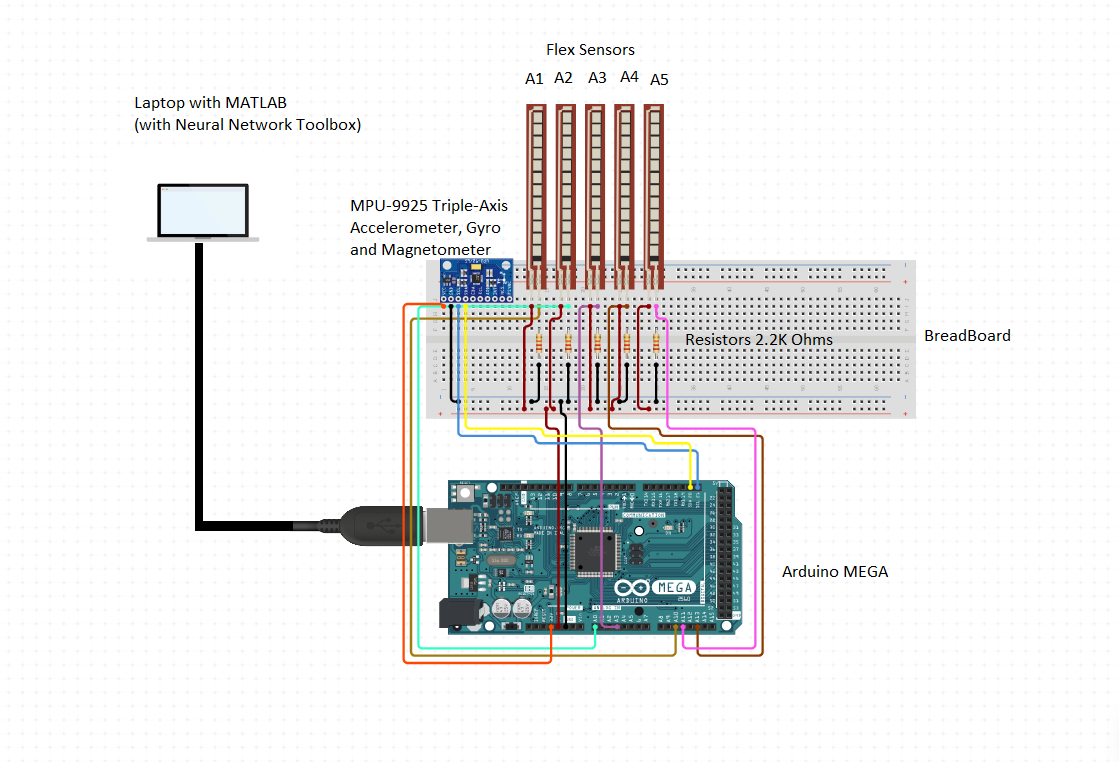 Flex Sensors
A1 A2 A3 A4 A5
Laptop with MATLAB
(with Neural Network Toolbox)
MPU-9925 Triple-Axis
Accelerometer, Gyro
and Magnetometer
Resistors 2.2K Ohms
BreadBoard
COMMUNICATION
MEGA
ARDUINO
Arduino MEGA